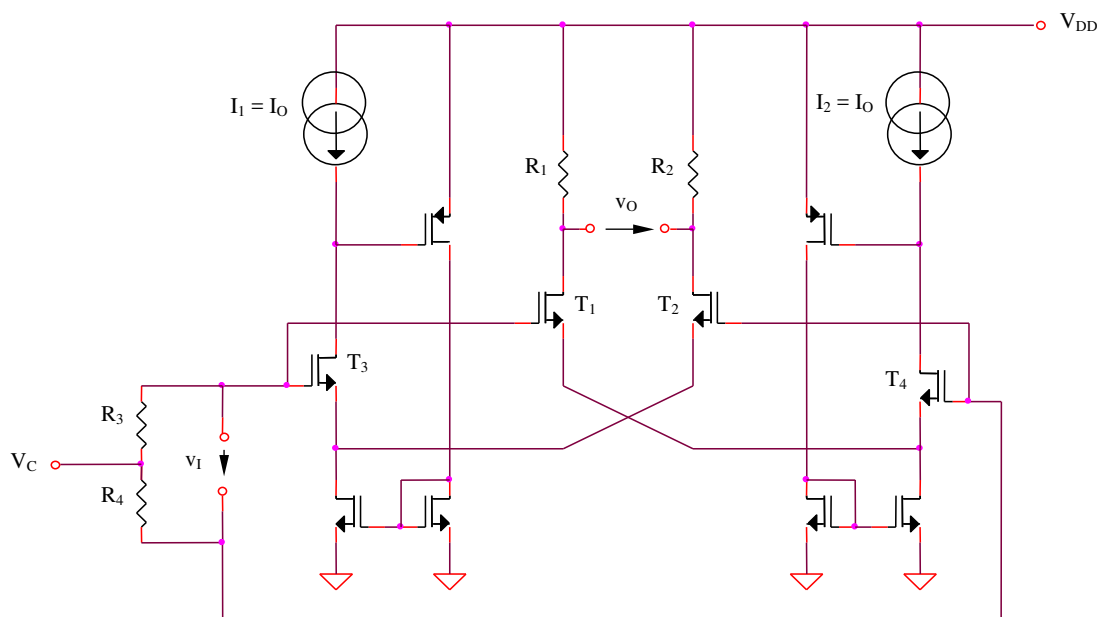 V_DD
I_1 = I_O
I_2 = I_O
R_1
R_2
v_O
T_1
T_2
T_3
T_4
R_3
V_C
v_I
R_4